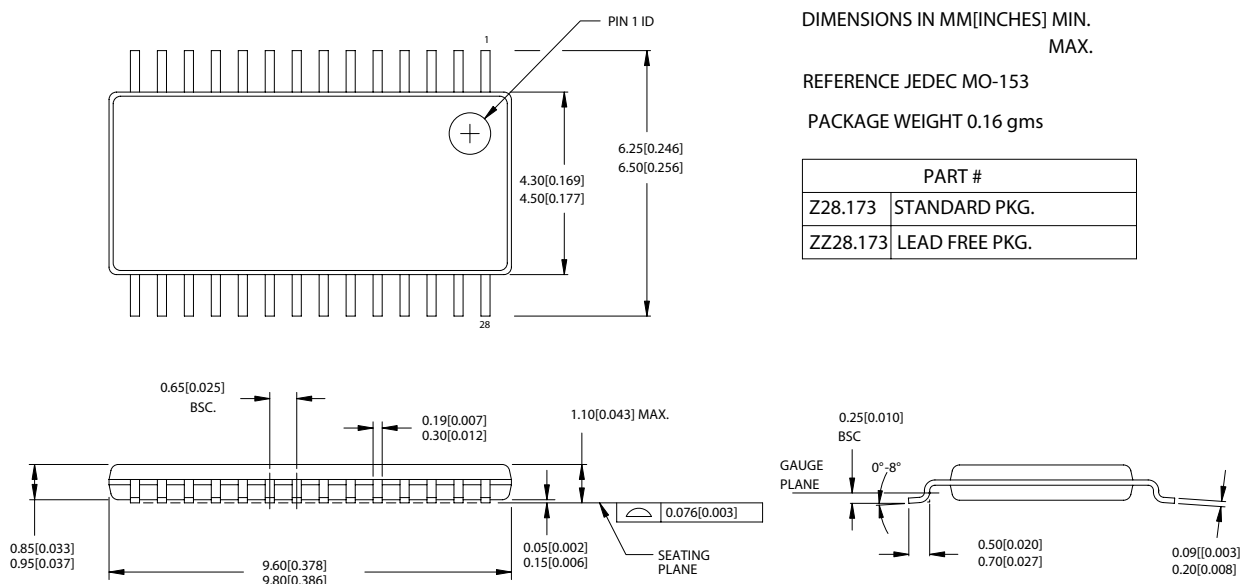 PIN 1 ID
1
4.30[0.169]
4.50[0.177]
6.25[0.246]
6.50[0.256]
28
DIMENSIONS IN MM[INCHES] MIN.
MAX.
REFERENCE JEDEC MO-153
PACKAGE WEIGHT 0.16 gms
PART #
Z28.173 STANDARD PKG.
ZZ28.173 LEAD FREE PKG.
0.65[0.025]
BSC.
0.19[0.007]
0.30[0.012]
1.10[0.043] MAX.
0.85[0.033]
0.95[0.037]
9.60[0.378]
9.80[0.386]
0.05[0.002]
0.15[0.006]
0.076[0.003]
SEATING
PLANE
0.25[0.010]
BSC
GAUGE
PLANE
0°-8°
0.50[0.020]
0.70[0.027]
0.09[[0.003]
0.20[0.008]